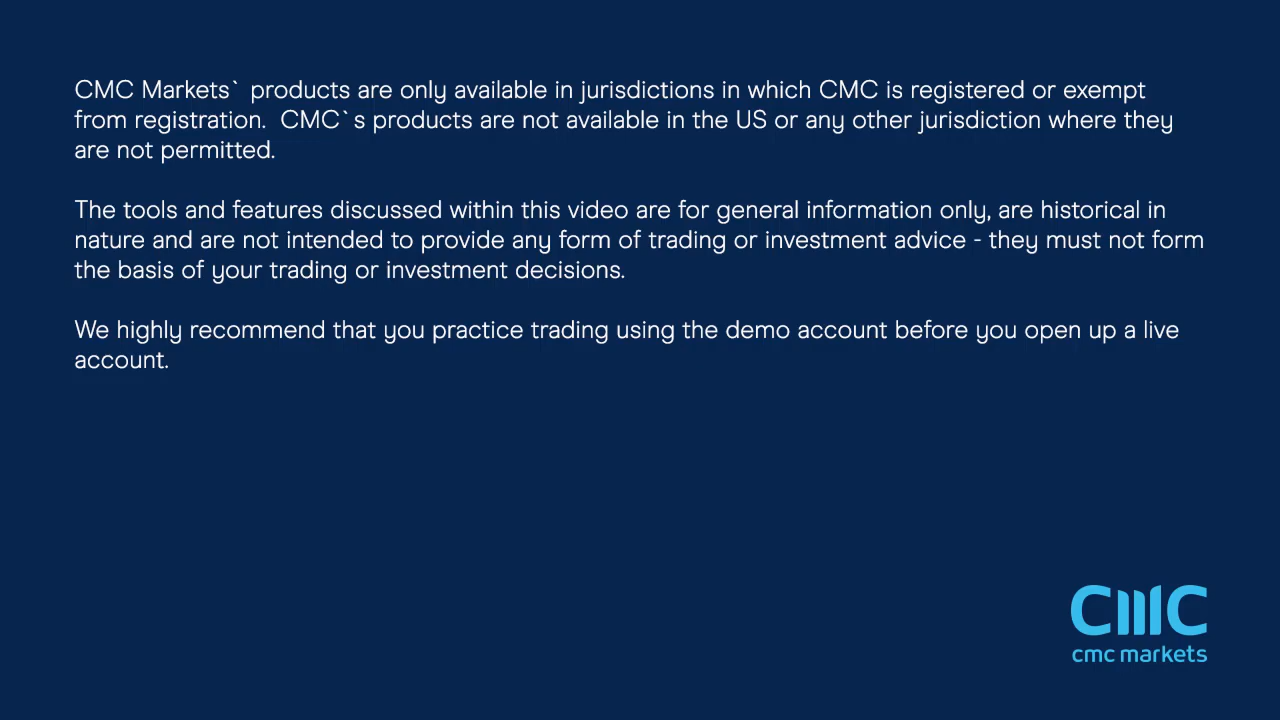 CMC Markets` products are only available in jurisdictions in which CMC is registered or exempt
from registration.  CMC`s products are not available in the US or any other jurisdiction where they
are not permitted.
The tools and features discussed within this video are for general information only, are historical in
nature and are not intended to provide any form of trading or investment advice - they must not form
the basis of your trading or investment decisions.
We highly recommend that you practice trading using the demo account before you open up a live
account.
CMC
cmc markets